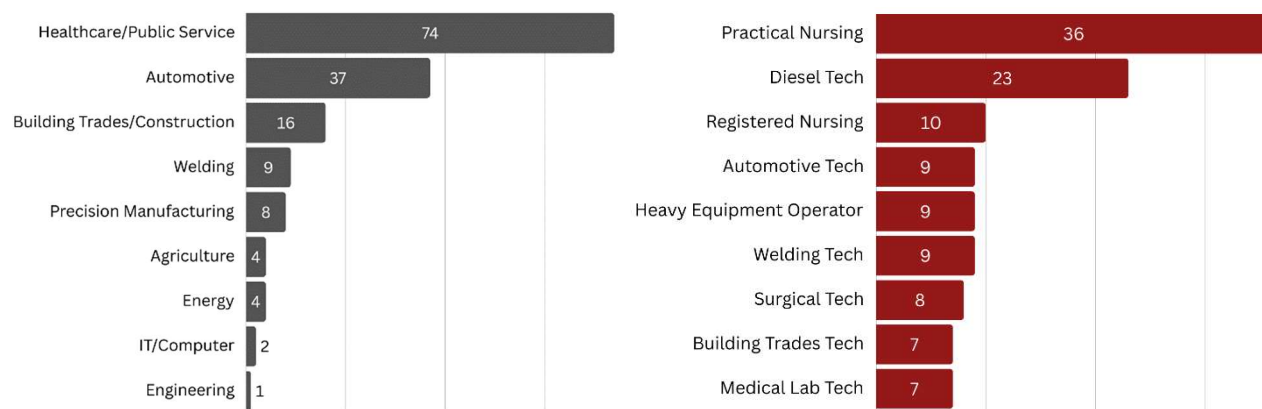 Healthcare/Public Service 74
Automotive 37
Building Trades/Construction 16
Welding 9
Precision Manufacturing 8
Agriculture 4
Energy 4
IT/Computer 2
Engineering 1
Practical Nursing 36
Diesel Tech 23
Registered Nursing 10
Automotive Tech 9
Heavy Equipment Operator 9
Welding Tech 9
Surgical Tech 8
Building Trades Tech 7
Medical Lab Tech 7